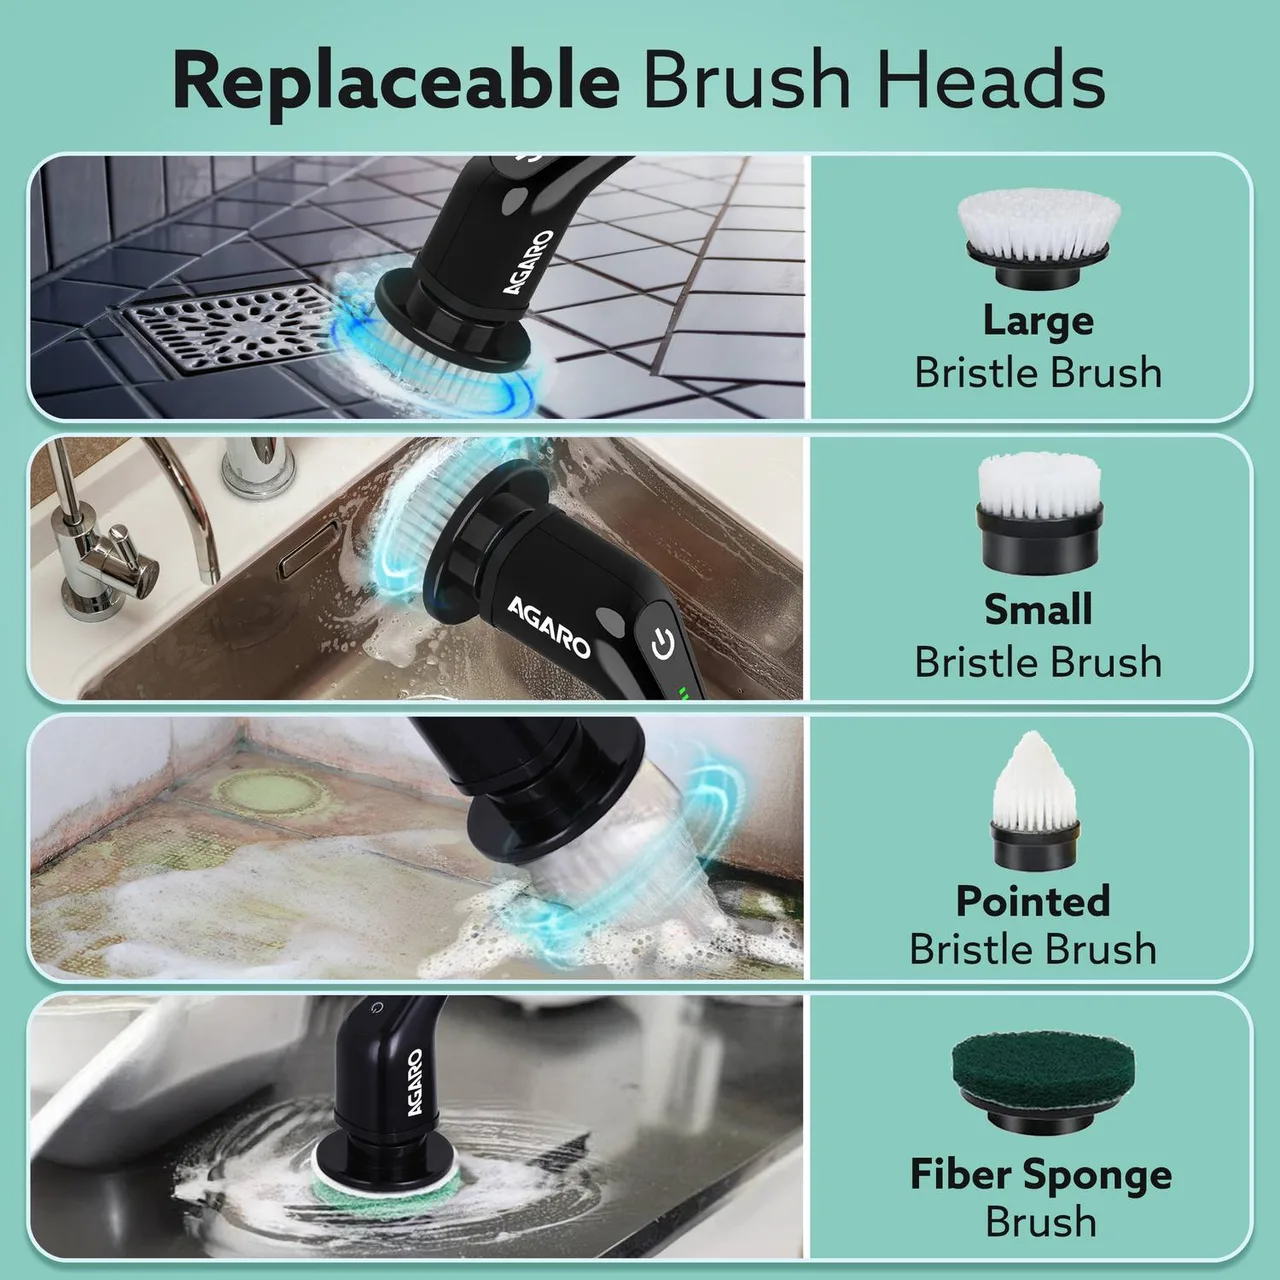 Replaceable Brush Heads
AGARO
Large
Bristle Brush
AGARO
Small
Bristle Brush
Pointed
Bristle Brush
AGARO
Fiber Sponge
Brush